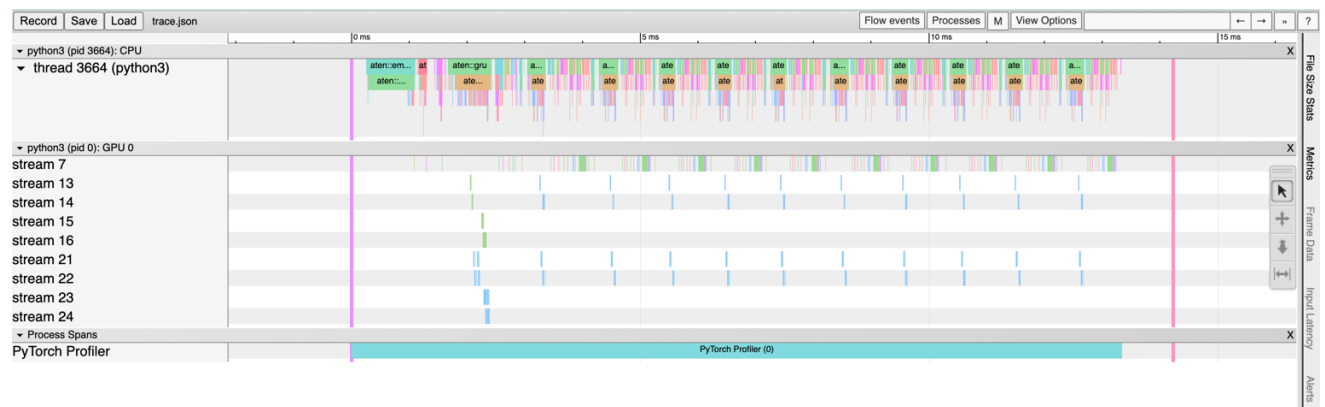 Record Save Load trace.json Flow events Processes M View Options ← → » ?
0 ms 5 ms 10 ms 15 ms
python3 (pid 3664): CPU X
thread 3664 (python3) aten::em... at aten::gru a... a... ate ate ate a... ate ate ate ate
aten::... ate... ate ate ate ate at ate ate ate ate ate
python3 (pid 0): GPU 0 X
stream 7
stream 13
stream 14
stream 15
stream 16
stream 21
stream 22
stream 23
stream 24
Process Spans X
PyTorch Profiler PyTorch Profiler (0)
File Size Stats
Metrics
Frame Data
Input Latency
Alerts